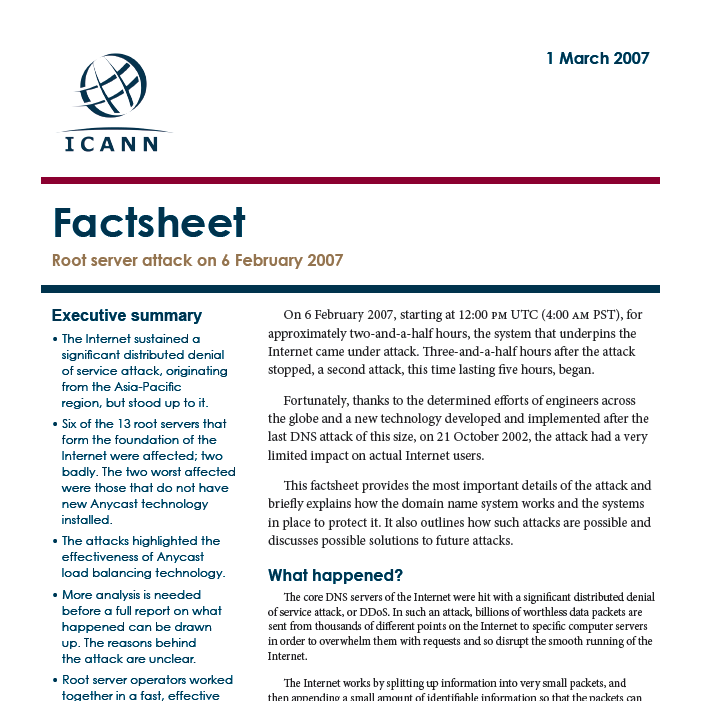 1 March 2007
ICANN
Factsheet
Root server attack on 6 February 2007
Executive summary
• The Internet sustained a
significant distributed denial
of service attack, originating
from the Asia-Pacific
region, but stood up to it.
• Six of the 13 root servers that
form the foundation of the
Internet were affected; two
badly. The two worst affected
were those that do not have
new Anycast technology
installed.
• The attacks highlighted the
effectiveness of Anycast
load balancing technology.
• More analysis is needed
before a full report on what
happened can be drawn
up. The reasons behind
the attack are unclear.
• Root server operators worked
together in a fast, effective
On 6 February 2007, starting at 12:00 PM UTC (4:00 AM PST), for
approximately two-and-a-half hours, the system that underpins the
Internet came under attack. Three-and-a-half hours after the attack
stopped, a second attack, this time lasting five hours, began.
Fortunately, thanks to the determined efforts of engineers across
the globe and a new technology developed and implemented after the
last DNS attack of this size, on 21 October 2002, the attack had a very
limited impact on actual Internet users.
This factsheet provides the most important details of the attack and
briefly explains how the domain name system works and the systems
in place to protect it. It also outlines how such attacks are possible and
discusses possible solutions to future attacks.
What happened?
The core DNS servers of the Internet were hit with a significant distributed denial
of service attack, or DDoS. In such an attack, billions of worthless data packets are
sent from thousands of different points on the Internet to specific computer servers
in order to overwhelm them with requests and so disrupt the smooth running of the
Internet.
The Internet works by splitting up information into very small packets, and
then appending a small amount of identifiable information so that the packets can